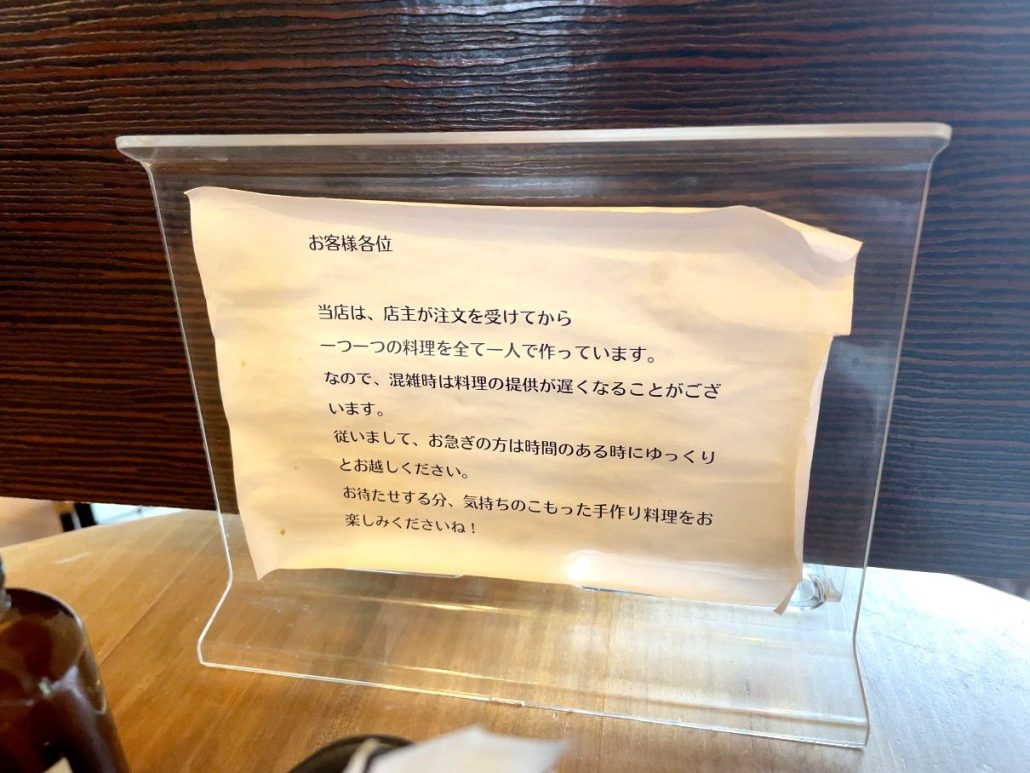 お客様各位
当店は、店主が注文を受けてから
一つ一つの料理を全て一人で作っています。
なので、混雑時は料理の提供が遅くなることがござ
います。
従いまして、お急ぎの方は時間のある時にゆっくり
とお越しください。
お待たせする分、気持ちのこもった手作り料理をお
楽しみくださいね！